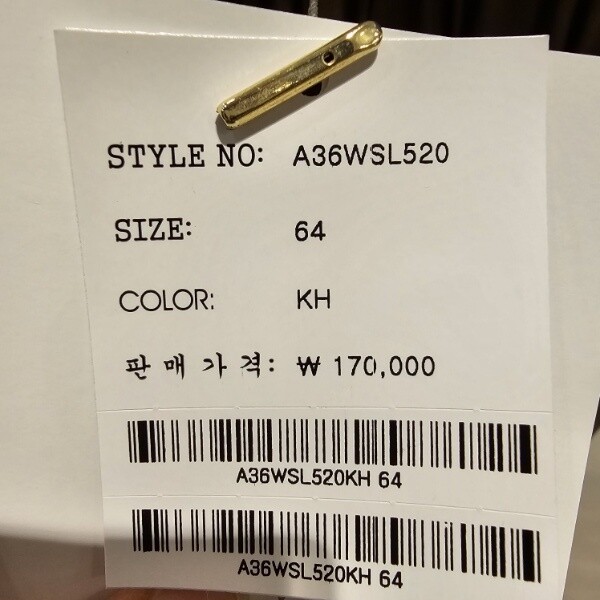 STYLE NO: A36WSL520
SIZE: 64
COLOR: KH
판매가격: ₩ 170,000
A36WSL520KH 64
A36WSL520KH 64